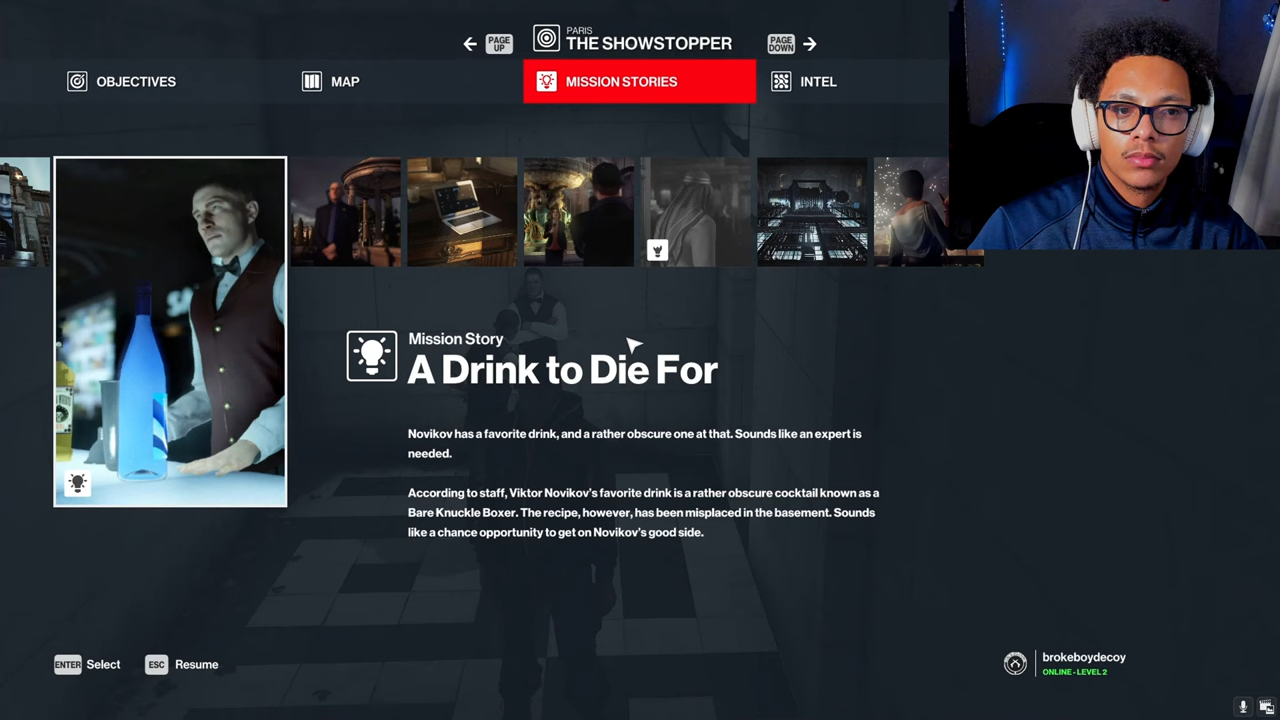 PAGE UP
PARIS
THE SHOWSTOPPER
PAGE DOWN
OBJECTIVES
MAP
MISSION STORIES
INTEL
Mission Story
A Drink to Die For
Novikov has a favorite drink, and a rather obscure one at that. Sounds like an expert is
needed.
According to staff, Viktor Novikov's favorite drink is a rather obscure cocktail known as a
Bare Knuckle Boxer. The recipe, however, has been misplaced in the basement. Sounds
like a chance opportunity to get on Novikov's good side.
ENTER Select
ESC Resume
brokeboydecoy
ONLINE - LEVEL 2